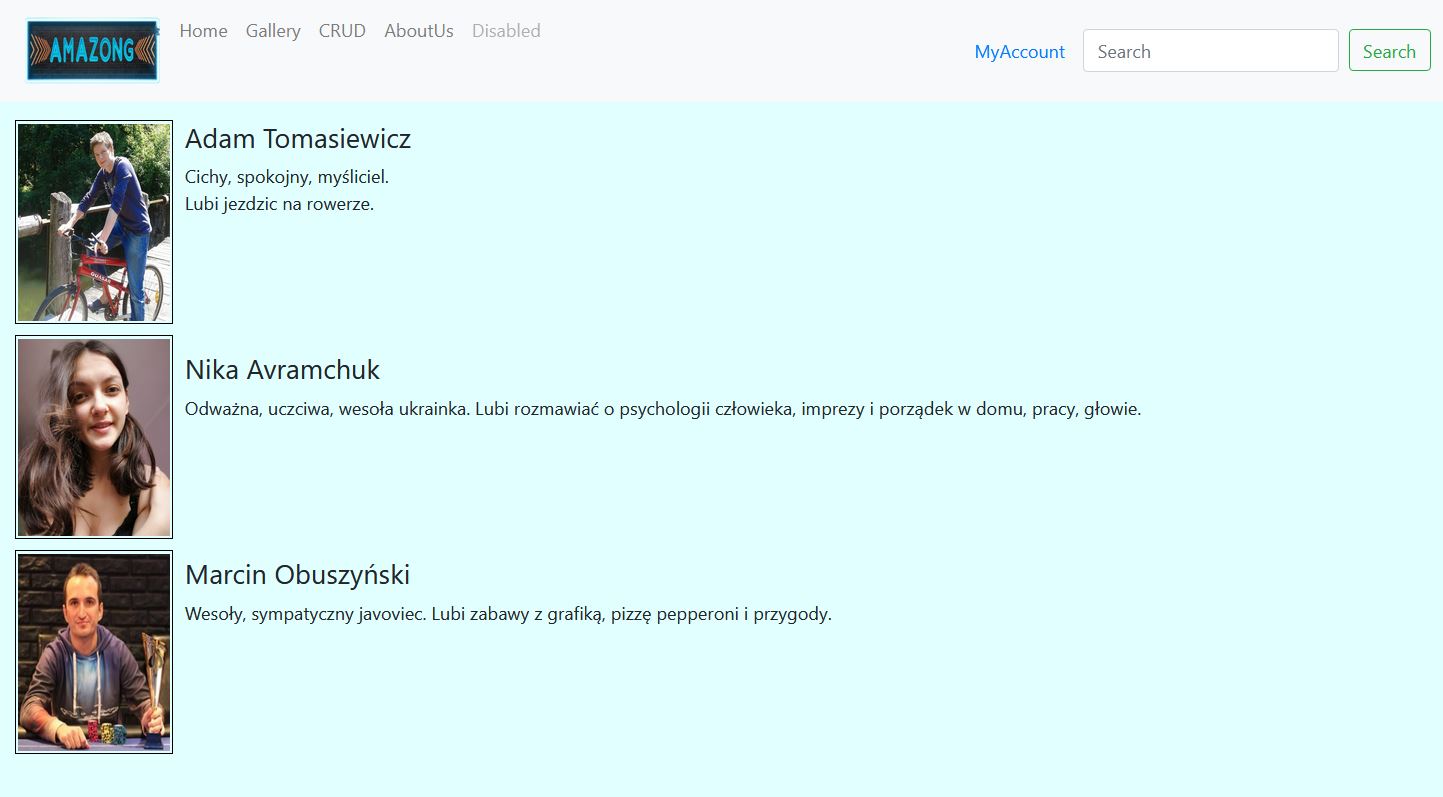 AMAZONG
Home Gallery CRUD AboutUs Disabled
MyAccount Search Search
Adam Tomasiewicz
Cichy, spokojny, myśliciel.
Lubi jezdzic na rowerze.
Nika Avramchuk
Odważna, uczciwa, wesoła ukrainka. Lubi rozmawiać o psychologii człowieka, imprezy i porządek w domu, pracy, głowie.
Marcin Obuszyński
Wesoły, sympatyczny javoviec. Lubi zabawy z grafiką, pizzę pepperoni i przygody.